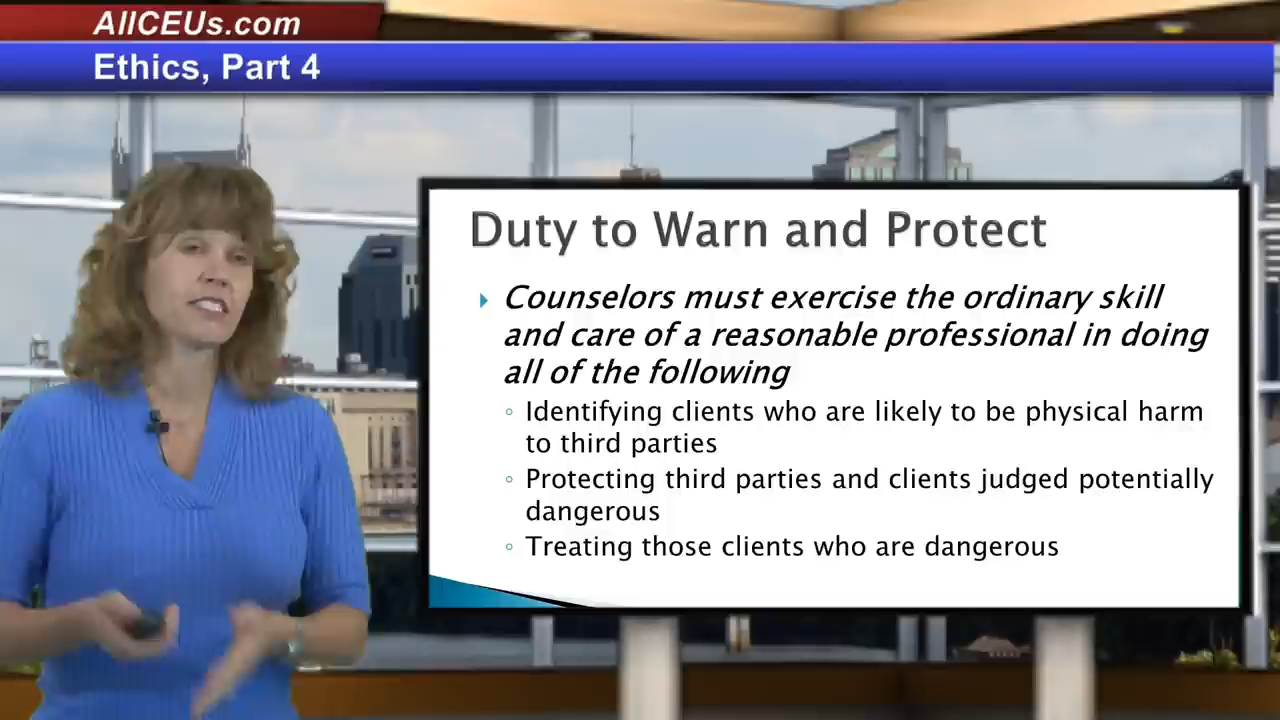 AllCEUs.com
Ethics, Part 4
Duty to Warn and Protect
Counselors must exercise the ordinary skill
and care of a reasonable professional in doing
all of the following
Identifying clients who are likely to be physical harm
to third parties
Protecting third parties and clients judged potentially
dangerous
Treating those clients who are dangerous